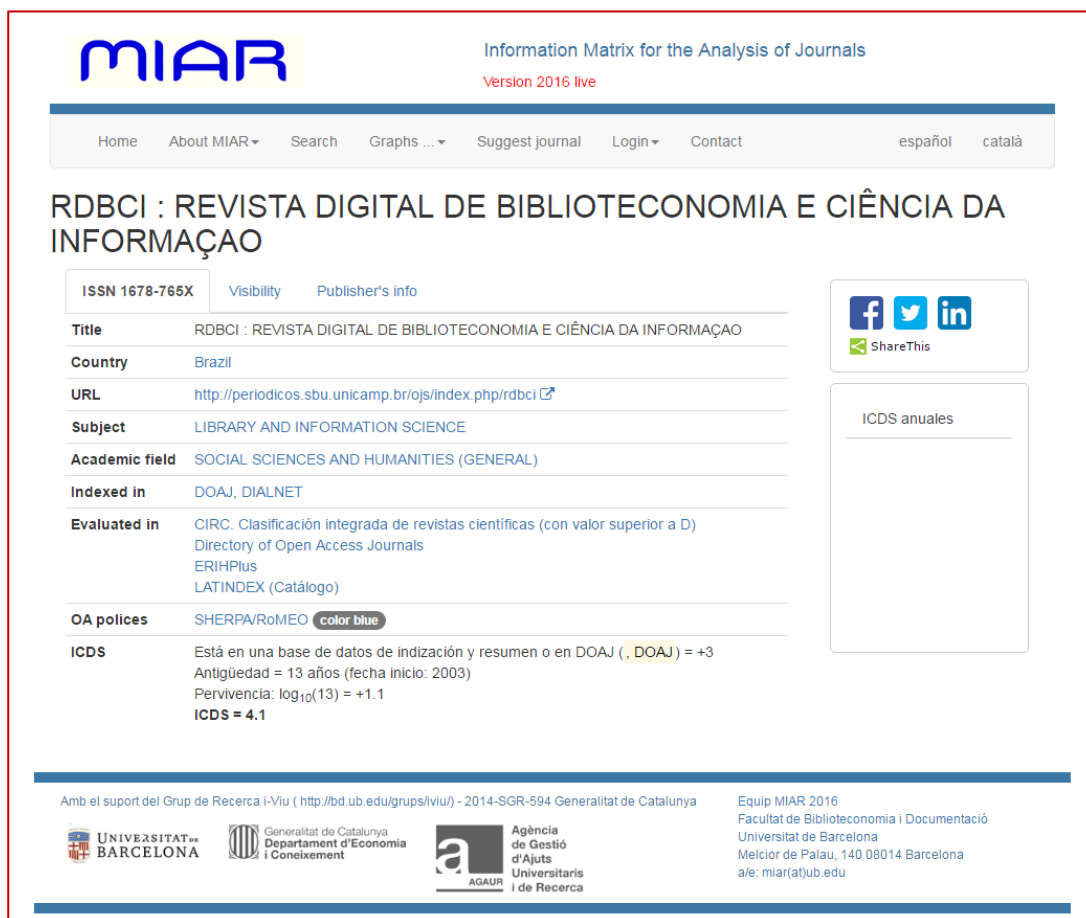 MIAR
Information Matrix for the Analysis of Journals
Version 2016 live
Home About MIAR Search Graphs ... Suggest journal Login Contact español català
RDBCI : REVISTA DIGITAL DE BIBLIOTECONOMIA E CIÊNCIA DA
INFORMAÇAO
ISSN 1678-765X Visibility Publisher's info
Title RDBCI : REVISTA DIGITAL DE BIBLIOTECONOMIA E CIÊNCIA DA INFORMAÇAO
Country Brazil
URL http://periodicos.sbu.unicamp.br/ojs/index.php/rdbci
Subject LIBRARY AND INFORMATION SCIENCE
Academic field SOCIAL SCIENCES AND HUMANITIES (GENERAL)
Indexed in DOAJ, DIALNET
Evaluated in CIRC. Clasificación integrada de revistas científicas (con valor superior a D)
Directory of Open Access Journals
ERIHPlus
LATINDEX (Catálogo)
OA polices SHERPA/RoMEO color blue
ICDS Está en una base de datos de indización y resumen o en DOAJ (, DOAJ) = +3
Antigüedad = 13 años (fecha inicio: 2003)
Pervivencia: log10(13) = +1.1
ICDS = 4.1
f in
ShareThis
ICDS anuales
Amb el suport del Grup de Recerca i-Viu ( http://bd.ub.edu/grups/iviu/) - 2014-SGR-594 Generalitat de Catalunya
UNIVERSITAT DE
BARCELONA
Generalitat de Catalunya
Departament d'Economia
i Coneixement
a
AGAUR
Agència
de Gestió
d'Ajuts
Universitaris
i de Recerca
Equip MIAR 2016
Facultat de Biblioteconomia i Documentació
Universitat de Barcelona
Melcior de Palau, 140 08014 Barcelona
a/e: miar(at)ub.edu